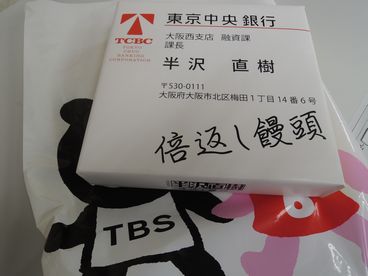 東京中央銀行
TCBC
TOKYO
CHUO
BANKING
CORPORATION
大阪西支店 融資課
課長
半沢 直樹
〒530-0111
大阪府大阪市北区梅田1丁目14番6号
倍返し饅頭
TBS